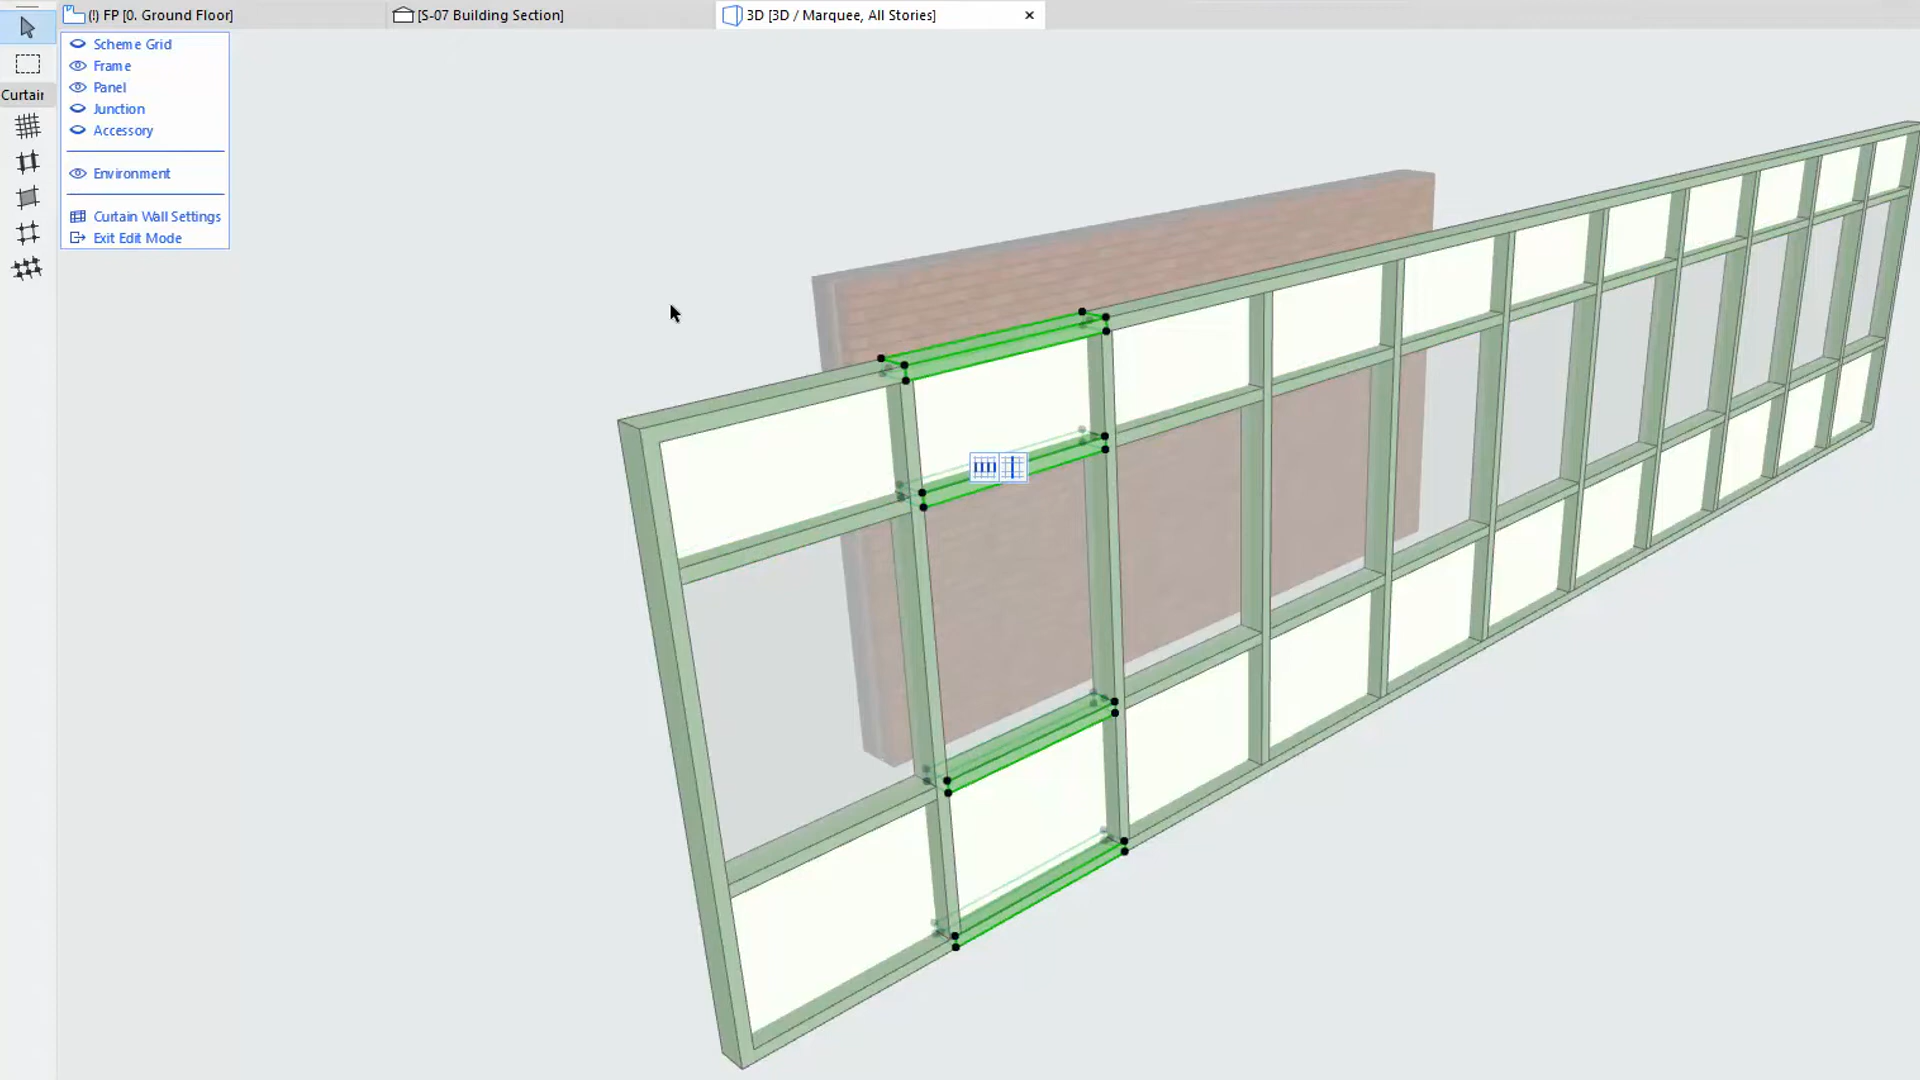 (!) FP [0. Ground Floor]
[S-07 Building Section]
3D [3D / Marquee, All Stories]
Curtair
Scheme Grid
Frame
Panel
Junction
Accessory
Environment
Curtain Wall Settings
Exit Edit Mode